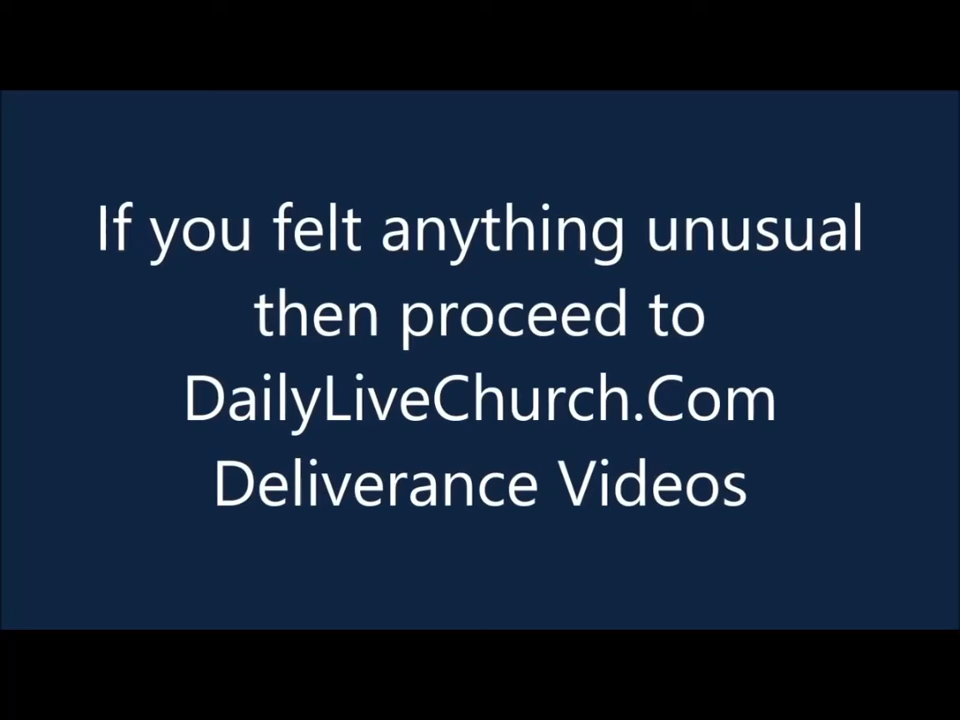 If you felt anything unusual
then proceed to
DailyLiveChurch.Com
Deliverance Videos